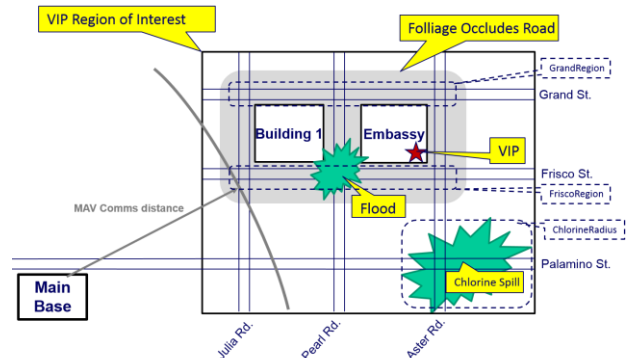 VIP Region of Interest
Folliage Occludes Road
GrandRegion
Grand St.
Building 1
Embassy
VIP
Frisco St.
FriscoRegion
Flood
MAV Comms distance
ChlorineRadius
Palamino St.
Chlorine Spill
Main
Base
Julia Rd.
Pearl Rd.
Aster Rd.